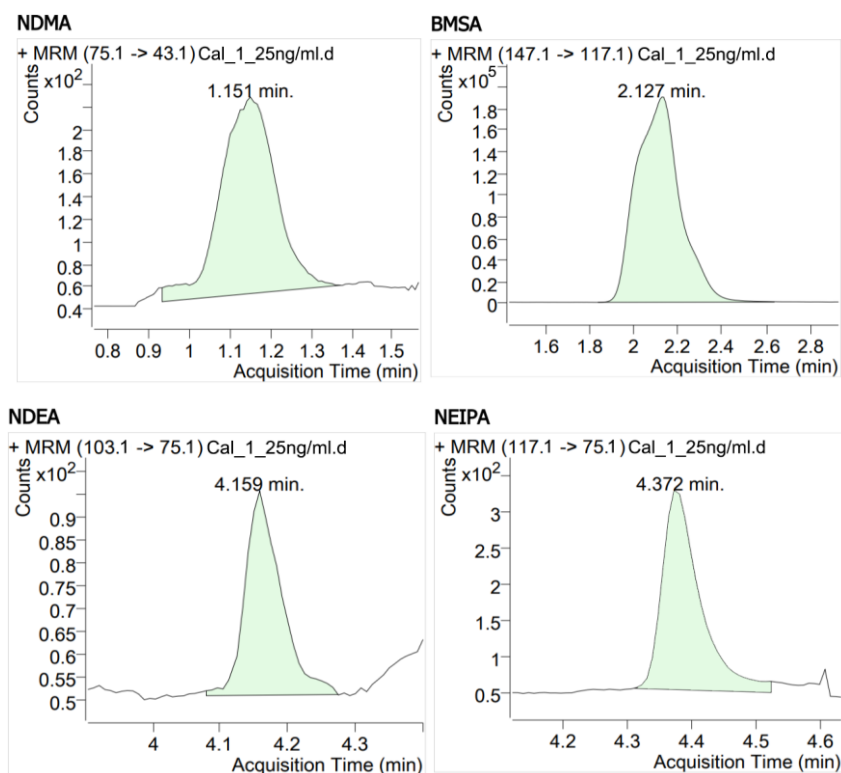 NDMA
+ MRM (75.1 -> 43.1) Cal_1_25ng/ml.d
Counts
x10²
1.151 min.
2
1.8
1.6
1.4
1.2
1
0.8
0.6
0.4
0.8 0.9 1 1.1 1.2 1.3 1.4 1.5
Acquisition Time (min)
BMSA
+ MRM (147.1 -> 117.1) Cal_1_25ng/ml.d
Counts
x10⁵
2.127 min.
1.8
1.6
1.4
1.2
1
0.8
0.6
0.4
0.2
0
1.6 1.8 2 2.2 2.4 2.6 2.8
Acquisition Time (min)
NDEA
+ MRM (103.1 -> 75.1) Cal_1_25ng/ml.d
Counts
x10²
4.159 min.
0.9
0.85
0.8
0.75
0.7
0.65
0.6
0.55
0.5
4 4.1 4.2 4.3
Acquisition Time (min)
NEIPA
+ MRM (117.1 -> 75.1) Cal_1_25ng/ml.d
Counts
x10²
4.372 min.
3
2.5
2
1.5
1
0.5
4.2 4.3 4.4 4.5 4.6
Acquisition Time (min)